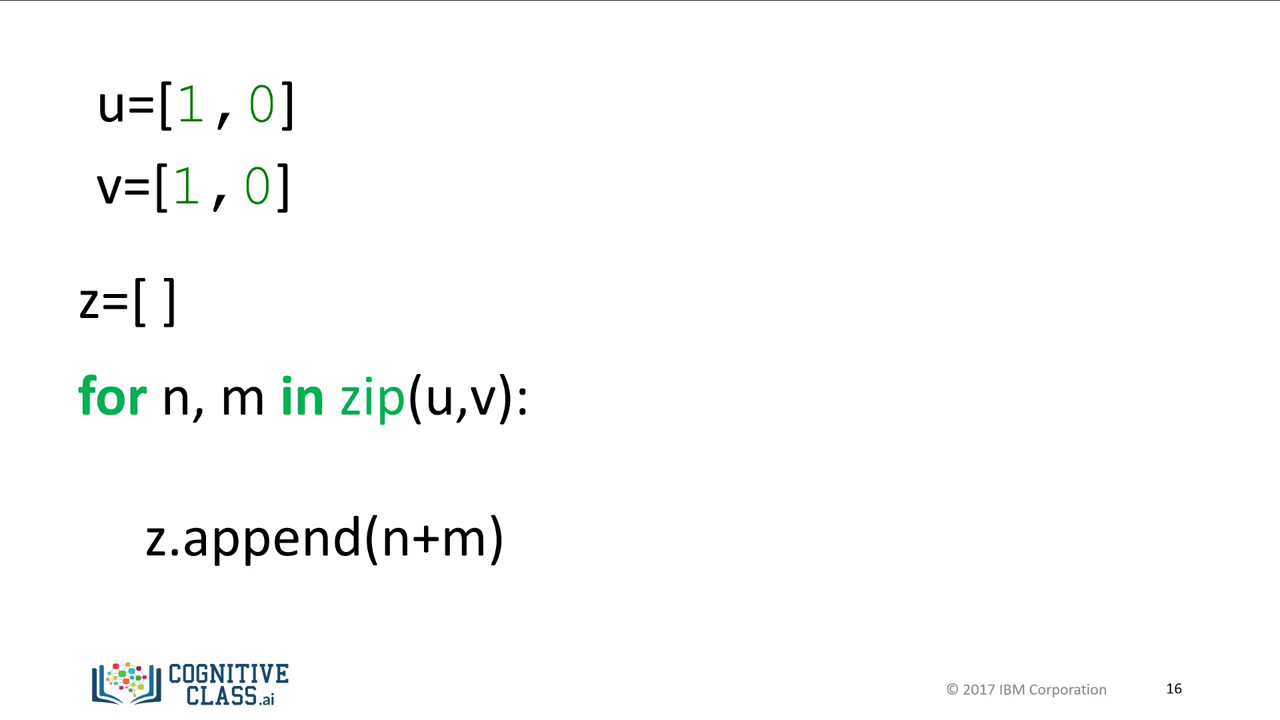 u=[1,0]
v=[1,0]
z=[ ]
for n, m in zip(u,v):
z.append(n+m)
COGNITIVE
CLASS.ai
© 2017 IBM Corporation 16